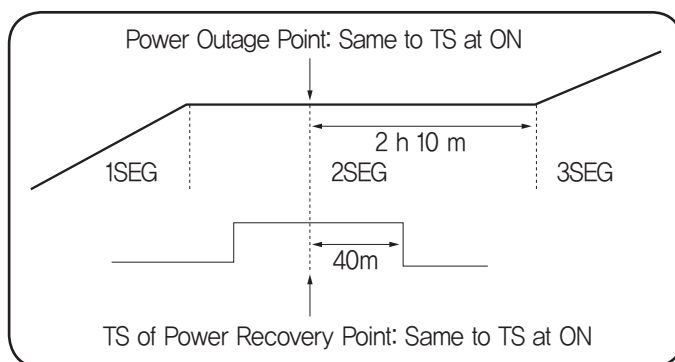 Power Outage Point: Same to TS at ON
2 h 10 m
1SEG
2SEG
3SEG
40m
TS of Power Recovery Point: Same to TS at ON